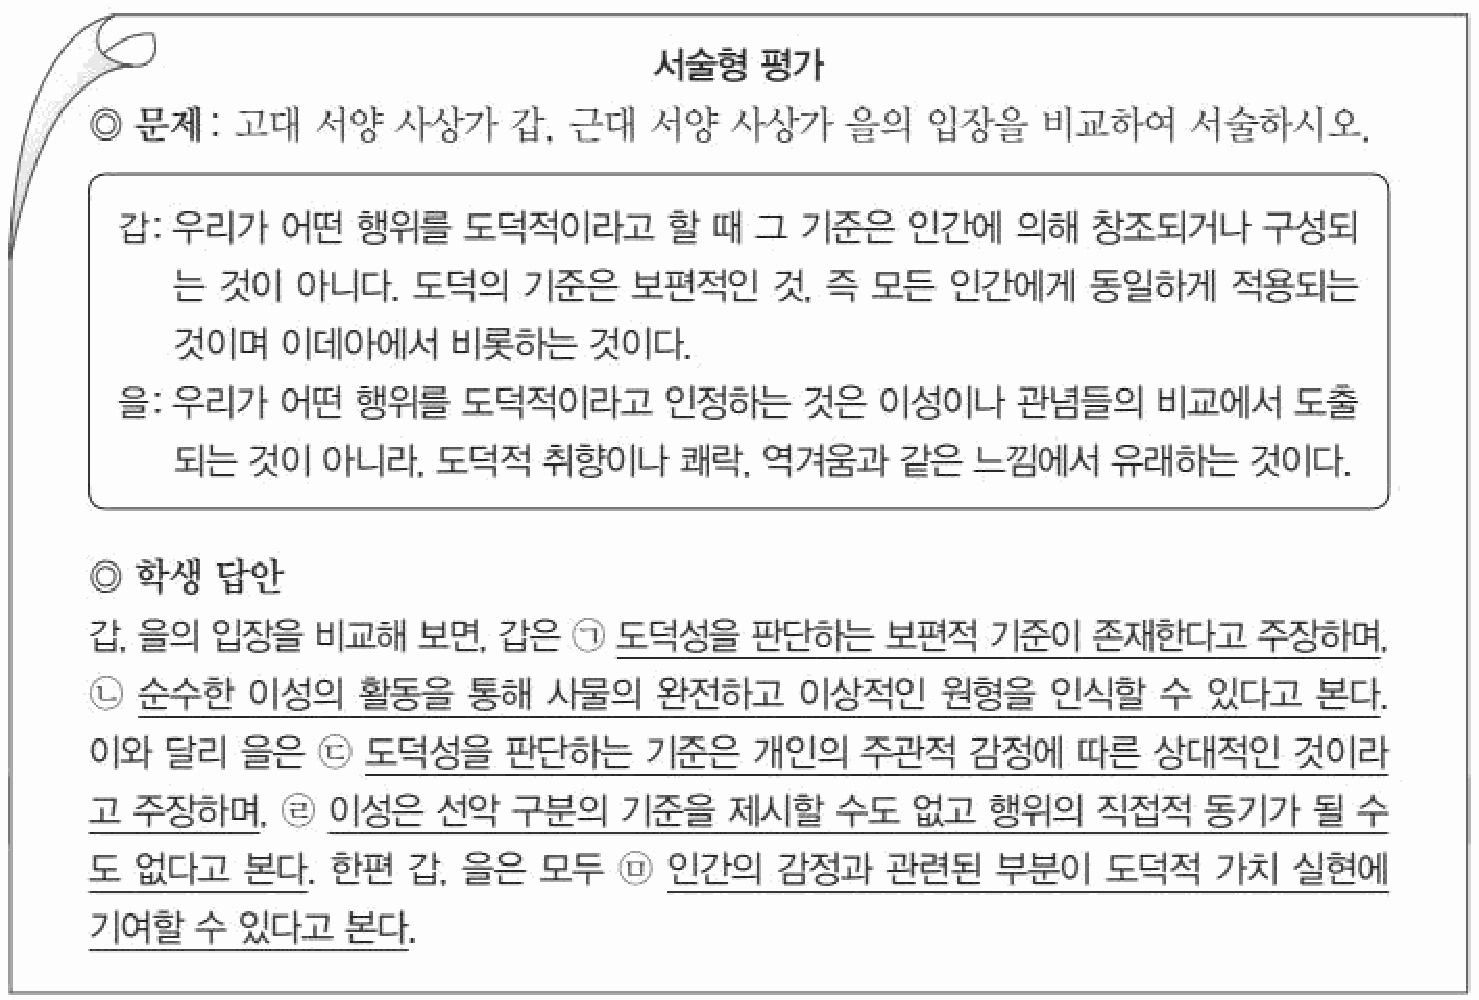 서술형 평가
◎ 문제: 고대 서양 사상가 갑, 근대 서양 사상가 을의 입장을 비교하여 서술하시오.
갑: 우리가 어떤 행위를 도덕적이라고 할 때 그 기준은 인간에 의해 창조되거나 구성되
는 것이 아니다. 도덕의 기준은 보편적인 것, 즉 모든 인간에게 동일하게 적용되는
것이며 이데아에서 비롯하는 것이다.
을: 우리가 어떤 행위를 도덕적이라고 인정하는 것은 이성이나 관념들의 비교에서 도출
되는 것이 아니라, 도덕적 취향이나 쾌락, 역겨움과 같은 느낌에서 유래하는 것이다.
◎ 학생 답안
갑, 을의 입장을 비교해 보면, 갑은 ㉠ 도덕성을 판단하는 보편적 기준이 존재한다고 주장하며,
㉡ 순수한 이성의 활동을 통해 사물의 완전하고 이상적인 원형을 인식할 수 있다고 본다.
이와 달리 을은 ㉢ 도덕성을 판단하는 기준은 개인의 주관적 감정에 따른 상대적인 것이라
고 주장하며, ㉣ 이성은 선악 구분의 기준을 제시할 수도 없고 행위의 직접적 동기가 될 수
도 없다고 본다. 한편 갑, 을은 모두 ㉤ 인간의 감정과 관련된 부분이 도덕적 가치 실현에
기여할 수 있다고 본다.